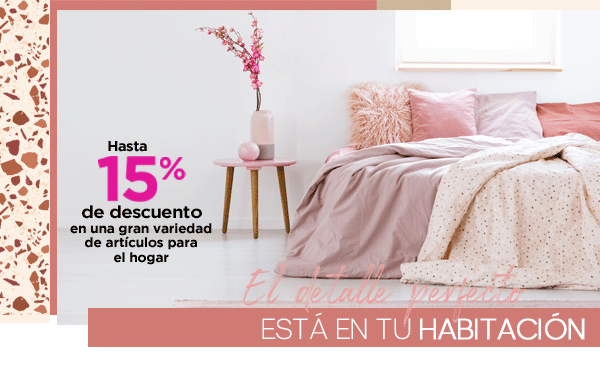 Hasta
15%
de descuento
en una gran variedad
de artículos para
el hogar
El detalle perfecto
ESTÁ EN TU HABITACIÓN